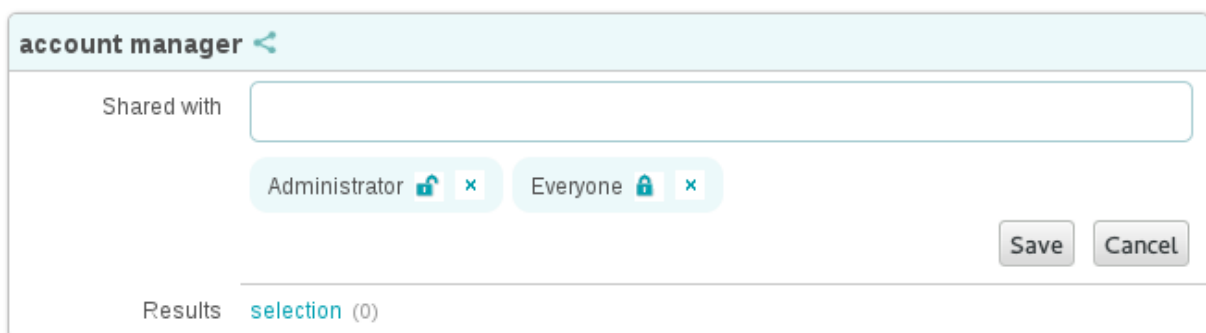 account manager
Shared with
Administrator × Everyone ×
Save Cancel
Results selection (0)